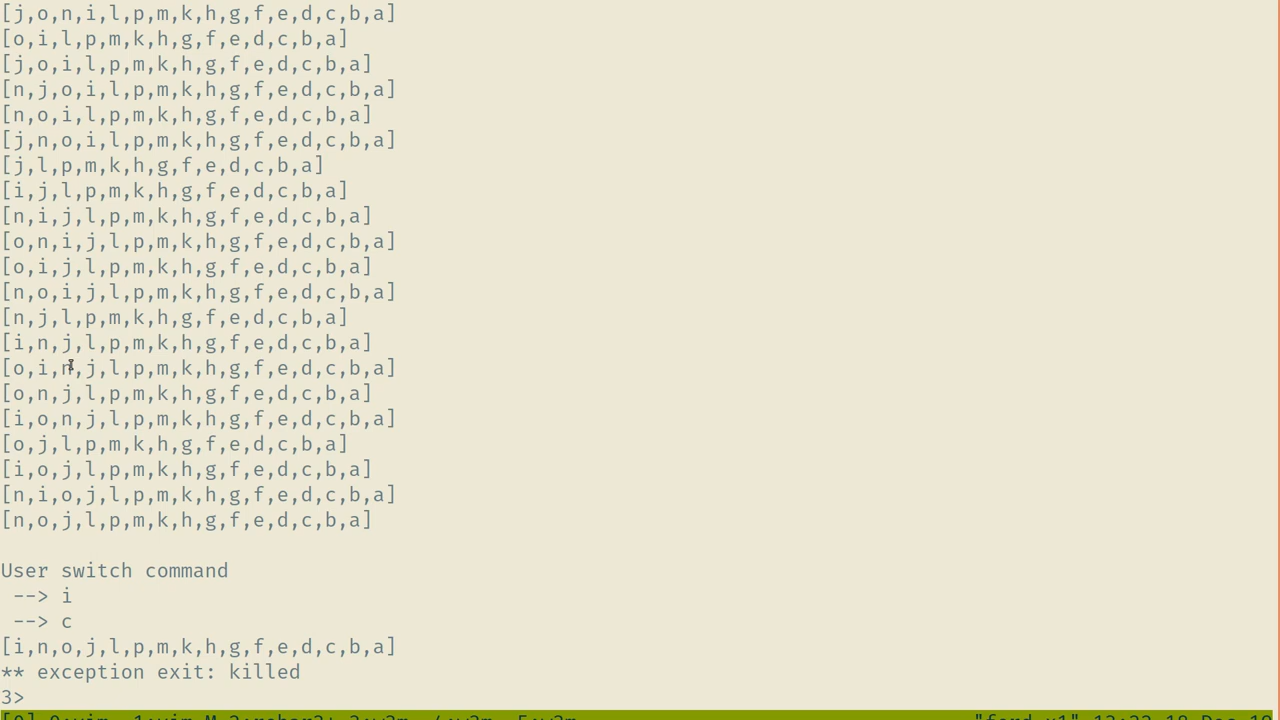 [j,o,n,i,l,p,m,k,h,g,f,e,d,c,b,a]
[o,i,l,p,m,k,h,g,f,e,d,c,b,a]
[j,o,i,l,p,m,k,h,g,f,e,d,c,b,a]
[n,j,o,i,l,p,m,k,h,g,f,e,d,c,b,a]
[n,o,i,l,p,m,k,h,g,f,e,d,c,b,a]
[j,n,o,i,l,p,m,k,h,g,f,e,d,c,b,a]
[j,l,p,m,k,h,g,f,e,d,c,b,a]
[i,j,l,p,m,k,h,g,f,e,d,c,b,a]
[n,i,j,l,p,m,k,h,g,f,e,d,c,b,a]
[o,n,i,j,l,p,m,k,h,g,f,e,d,c,b,a]
[o,i,j,l,p,m,k,h,g,f,e,d,c,b,a]
[n,o,i,j,l,p,m,k,h,g,f,e,d,c,b,a]
[n,j,l,p,m,k,h,g,f,e,d,c,b,a]
[i,n,j,l,p,m,k,h,g,f,e,d,c,b,a]
[o,i,n,j,l,p,m,k,h,g,f,e,d,c,b,a]
[o,n,j,l,p,m,k,h,g,f,e,d,c,b,a]
[i,o,n,j,l,p,m,k,h,g,f,e,d,c,b,a]
[o,j,l,p,m,k,h,g,f,e,d,c,b,a]
[i,o,j,l,p,m,k,h,g,f,e,d,c,b,a]
[n,i,o,j,l,p,m,k,h,g,f,e,d,c,b,a]
[n,o,j,l,p,m,k,h,g,f,e,d,c,b,a]
User switch command
--> i
--> c
[i,n,o,j,l,p,m,k,h,g,f,e,d,c,b,a]
** exception exit: killed
3>